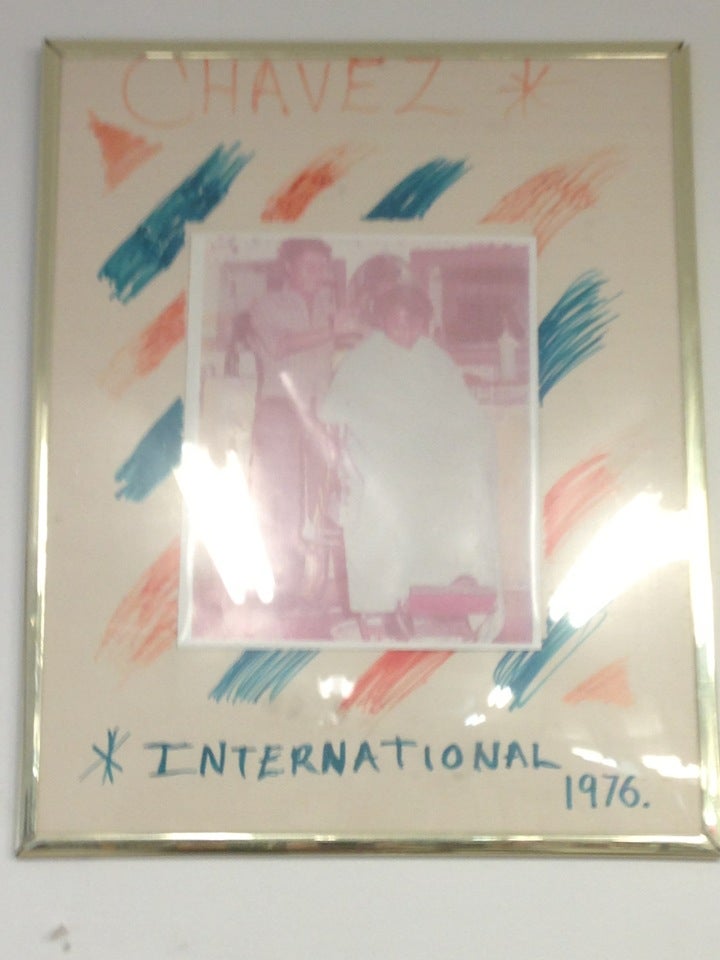 CHAVEZ *
* INTERNATIONAL
1976.